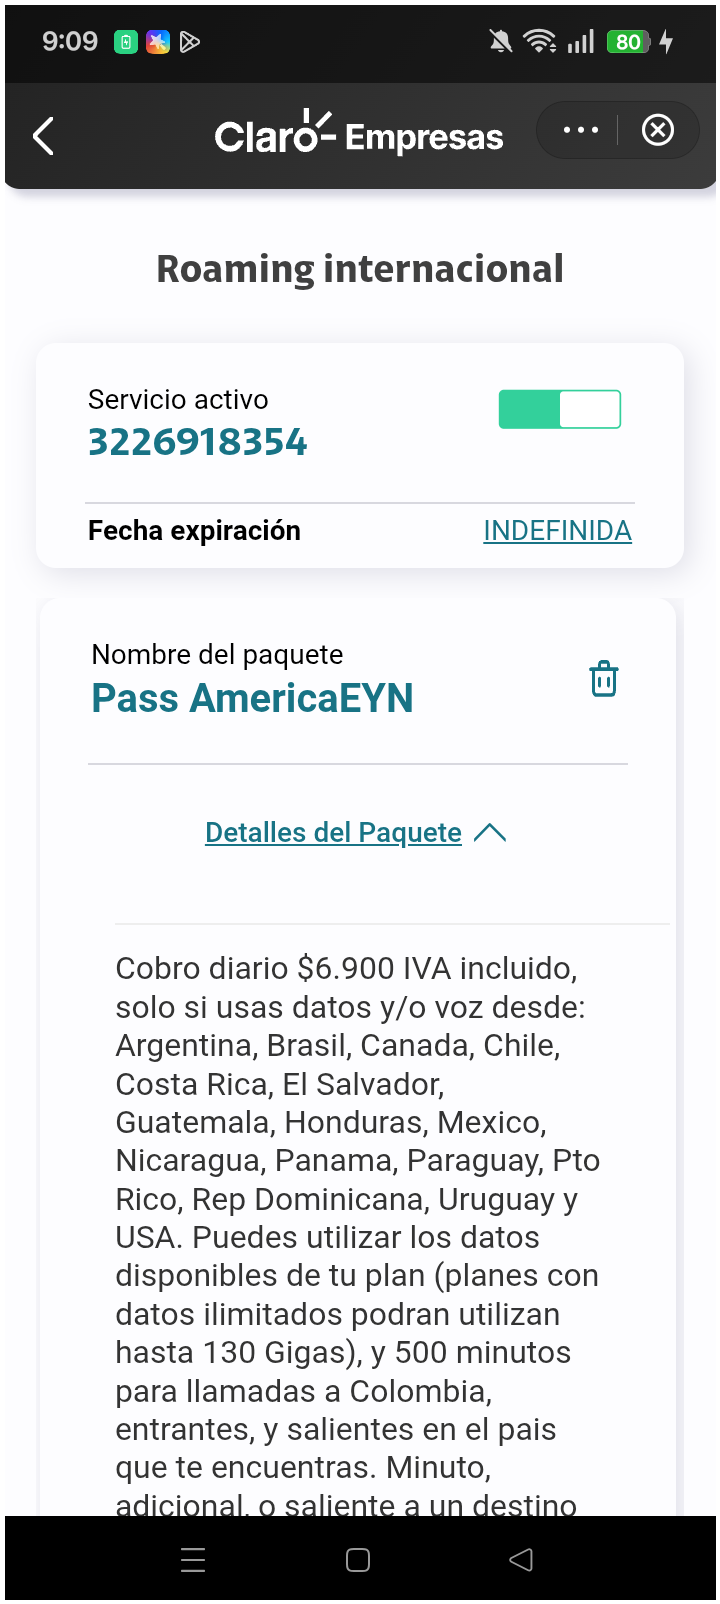 9:09
80
Claro Empresas
Roaming internacional
Servicio activo
3226918354
Fecha expiración INDEFINIDA
Nombre del paquete
Pass AmericaEYN
Detalles del Paquete
Cobro diario $6.900 IVA incluido,
solo si usas datos y/o voz desde:
Argentina, Brasil, Canada, Chile,
Costa Rica, El Salvador,
Guatemala, Honduras, Mexico,
Nicaragua, Panama, Paraguay, Pto
Rico, Rep Dominicana, Uruguay y
USA. Puedes utilizar los datos
disponibles de tu plan (planes con
datos ilimitados podran utilizan
hasta 130 Gigas), y 500 minutos
para llamadas a Colombia,
entrantes, y salientes en el pais
que te encuentras. Minuto,
adicional, o saliente a un destino